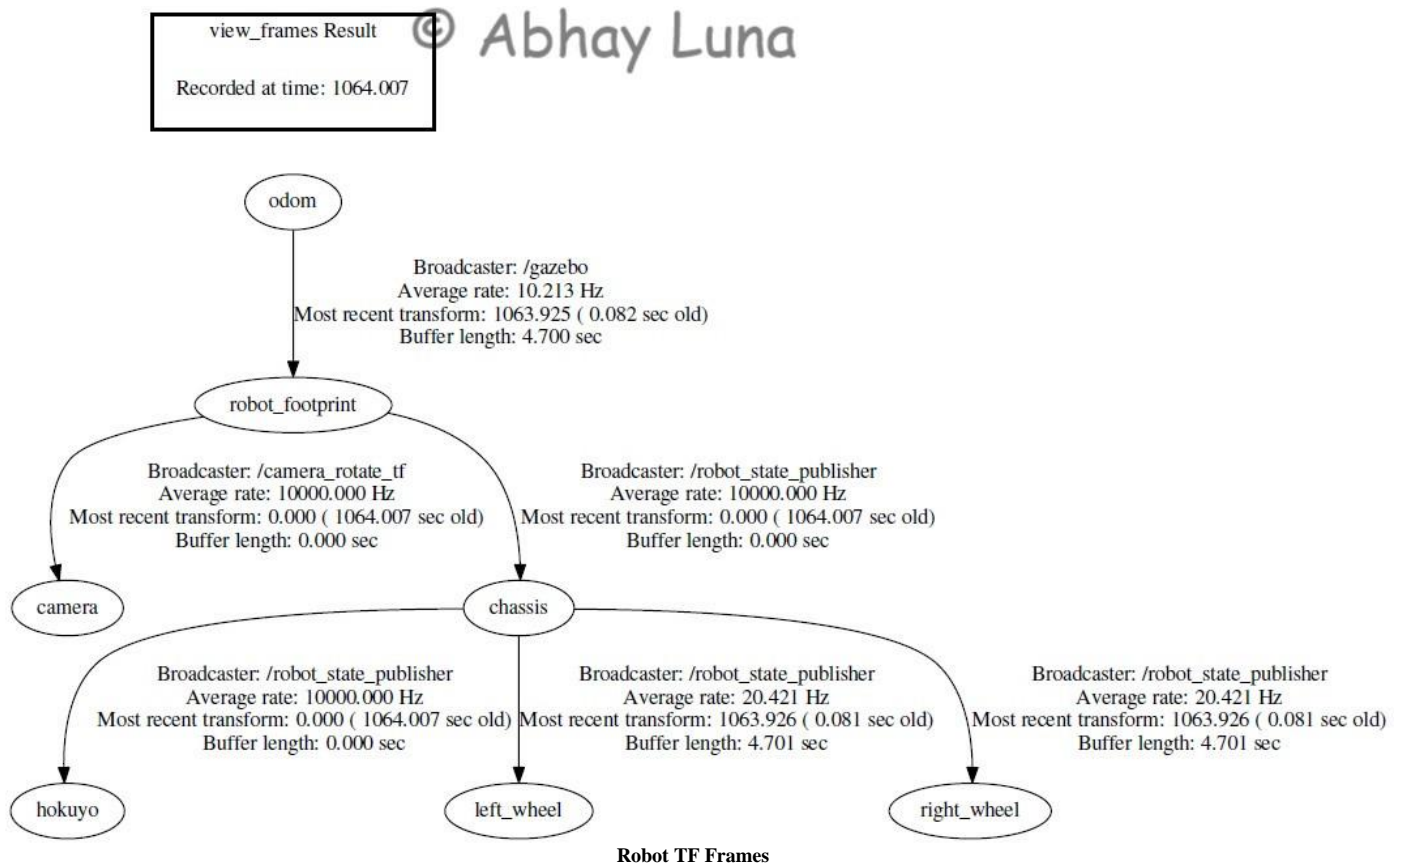 © Abhay Luna
view_frames Result
Recorded at time: 1064.007
odom
Broadcaster: /gazebo
Average rate: 10.213 Hz
Most recent transform: 1063.925 ( 0.082 sec old)
Buffer length: 4.700 sec
robot_footprint
Broadcaster: /camera_rotate_tf
Average rate: 10000.000 Hz
Most recent transform: 0.000 ( 1064.007 sec old)
Buffer length: 0.000 sec
Broadcaster: /robot_state_publisher
Average rate: 10000.000 Hz
Most recent transform: 0.000 ( 1064.007 sec old)
Buffer length: 0.000 sec
camera
chassis
Broadcaster: /robot_state_publisher
Average rate: 10000.000 Hz
Most recent transform: 0.000 ( 1064.007 sec old)
Buffer length: 0.000 sec
Broadcaster: /robot_state_publisher
Average rate: 20.421 Hz
Most recent transform: 1063.926 ( 0.081 sec old)
Buffer length: 4.701 sec
Broadcaster: /robot_state_publisher
Average rate: 20.421 Hz
Most recent transform: 1063.926 ( 0.081 sec old)
Buffer length: 4.701 sec
hokuyo
left_wheel
right_wheel
Robot TF Frames